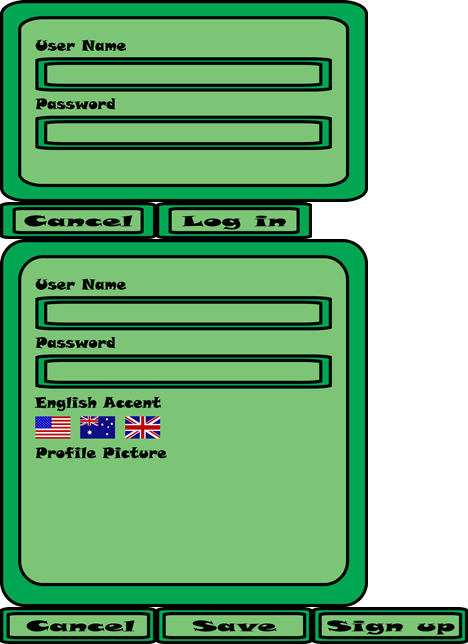 User Name
Password
Cancel Log in
User Name
Password
English Accent
Profile Picture
Cancel Save Sign up